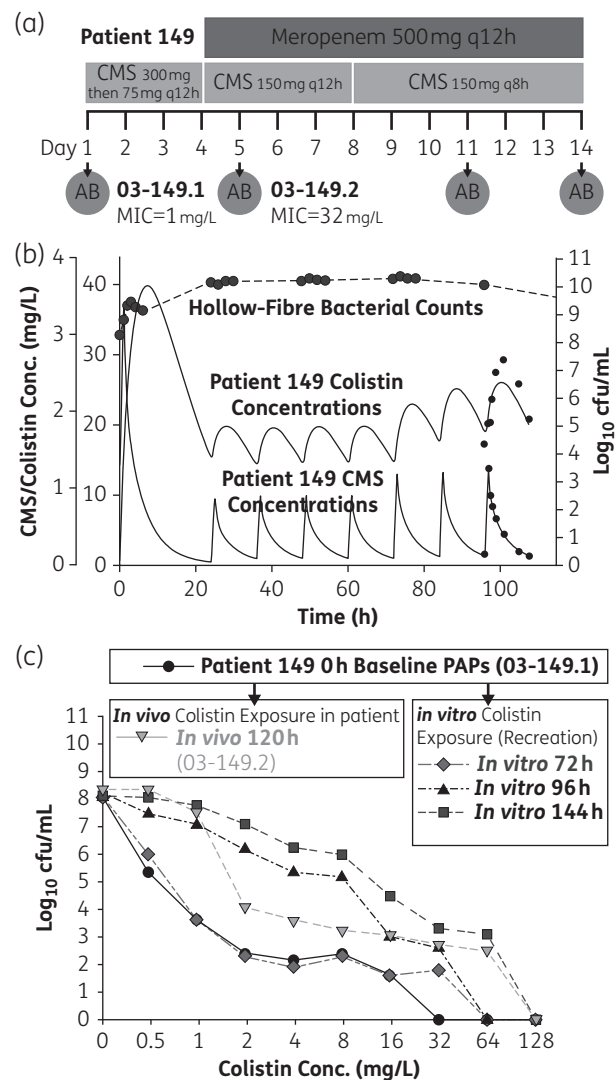 (a)
Patient 149
Meropenem 500 mg q12h
CMS 300 mg
then 75 mg q12h
CMS 150 mg q12h
CMS 150 mg q8h
Day 1 2 3 4 5 6 7 8 9 10 11 12 13 14
AB
03-149.1
MIC=1 mg/L
AB
03-149.2
MIC=32 mg/L
AB
AB
(b)
CMS/Colistin Conc. (mg/L)
4
3
2
1
0
40
30
20
10
0
Hollow-Fibre Bacterial Counts
Patient 149 Colistin
Concentrations
Patient 149 CMS
Concentrations
11
10
9
8
7
6
5
4
3
2
1
0
Log10 cfu/mL
0 20 40 60 80 100
Time (h)
(c)
Patient 149 0 h Baseline PAPs (03-149.1)
In vivo Colistin Exposure in patient
In vivo 120 h
(03-149.2)
in vitro Colistin
Exposure (Recreation)
In vitro 72 h
In vitro 96 h
In vitro 144 h
Log10 cfu/mL
11
10
9
8
7
6
5
4
3
2
1
0
0 0.5 1 2 4 8 16 32 64 128
Colistin Conc. (mg/L)